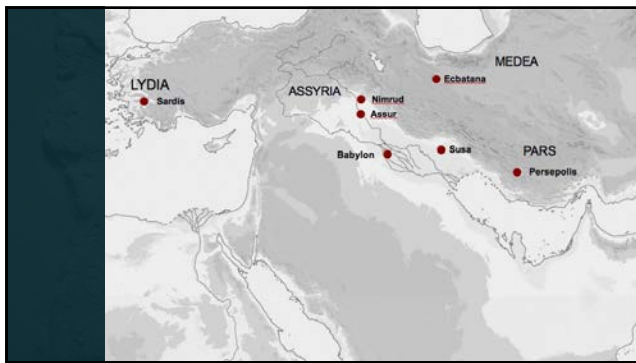 MEDEA
Ecbatana
LYDIA
Sardis
ASSYRIA
Nimrud
Assur
Babylon
Susa
PARS
Persepolis